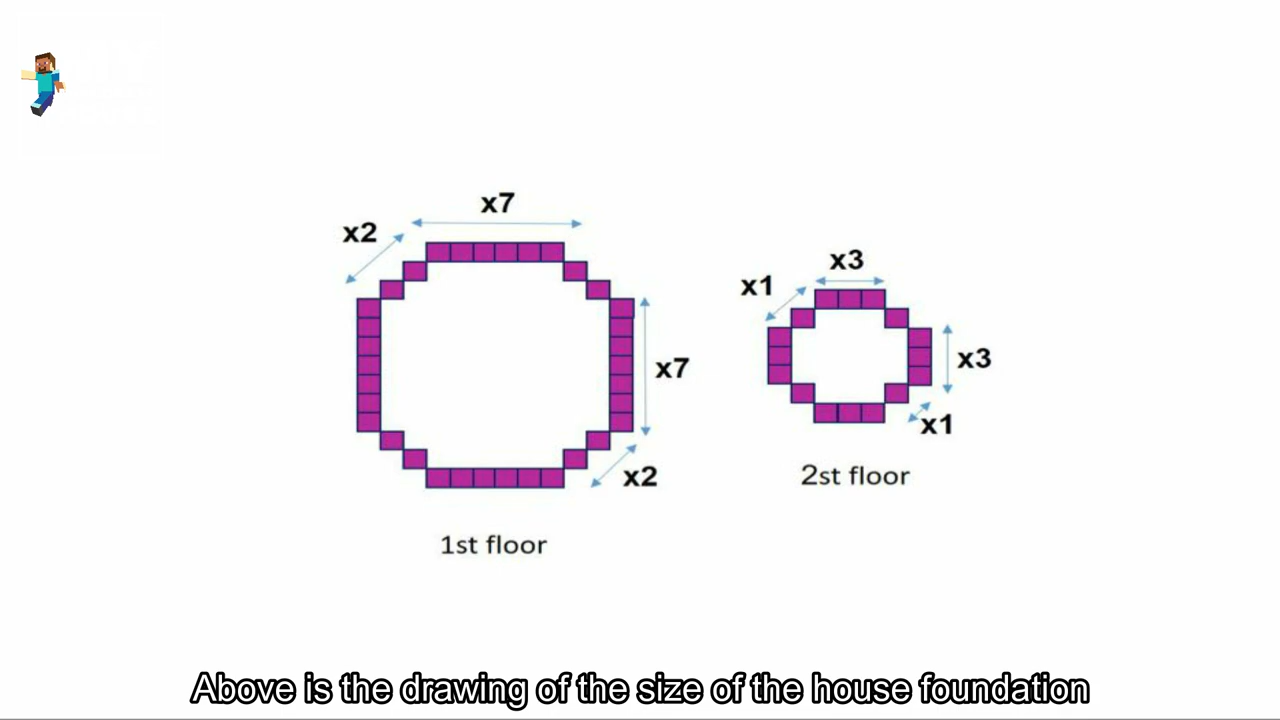 x7
x2
x7
x2
1st floor
x3
x1
x3
x1
2st floor
Above is the drawing of the size of the house foundation